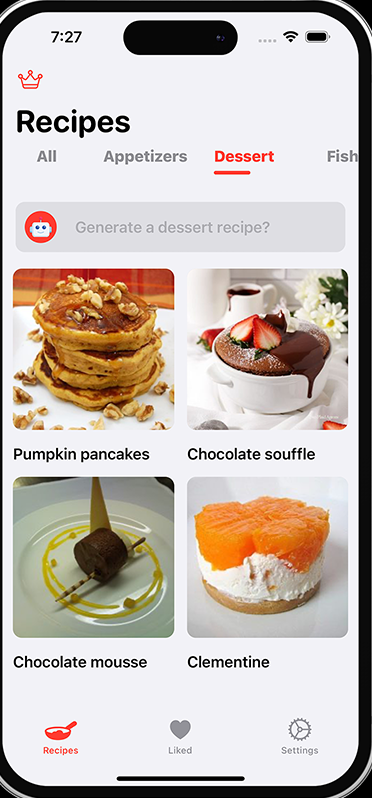 7:27
Recipes
All Appetizers Dessert Fish
Generate a dessert recipe?
Pumpkin pancakes Chocolate souffle
Chocolate mousse Clementine
Recipes Liked Settings